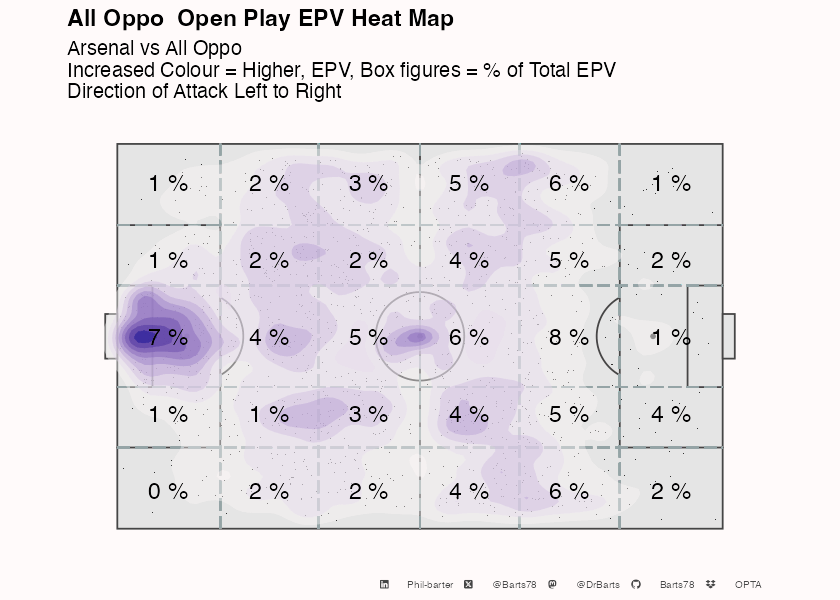 All Oppo  Open Play EPV Heat Map
Arsenal vs All Oppo
Increased Colour = Higher, EPV, Box figures = % of Total EPV
Direction of Attack Left to Right
1 % 2 % 3 % 5 % 6 % 1 %
1 % 2 % 2 % 4 % 5 % 2 %
7 % 4 % 5 % 6 % 8 % 1 %
1 % 1 % 3 % 4 % 5 % 4 %
0 % 2 % 2 % 4 % 6 % 2 %
Phil-barter @Barts78 @DrBarts Barts78 OPTA